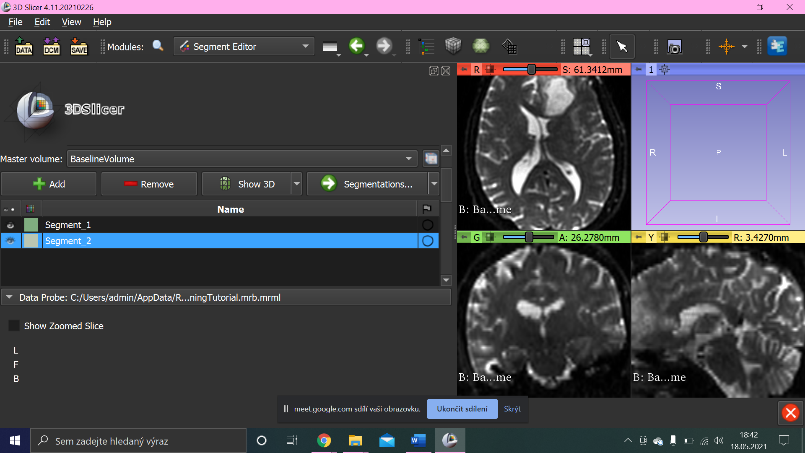 3D Slicer 4.11.20210226
File Edit View Help
DATA DCM SAVE Modules: Segment Editor
R S: 61.3412mm 1
3DSlicer
S
R P L
I
B: Ba...me
Master volume: BaselineVolume
Add Remove Show 3D Segmentations...
Name
Segment_1
Segment_2
G A: 26.2780mm Y R: 3.4270mm
B: Ba...me B: Ba...me
Data Probe: C:/Users/admin/AppData/R...ningTutorial.mrb.mrml
Show Zoomed Slice
L
F
B
meet.google.com sdílí vaši obrazovku. Ukončit sdílení Skrýt
Sem zadejte hledaný výraz
18:42
18.05.2021